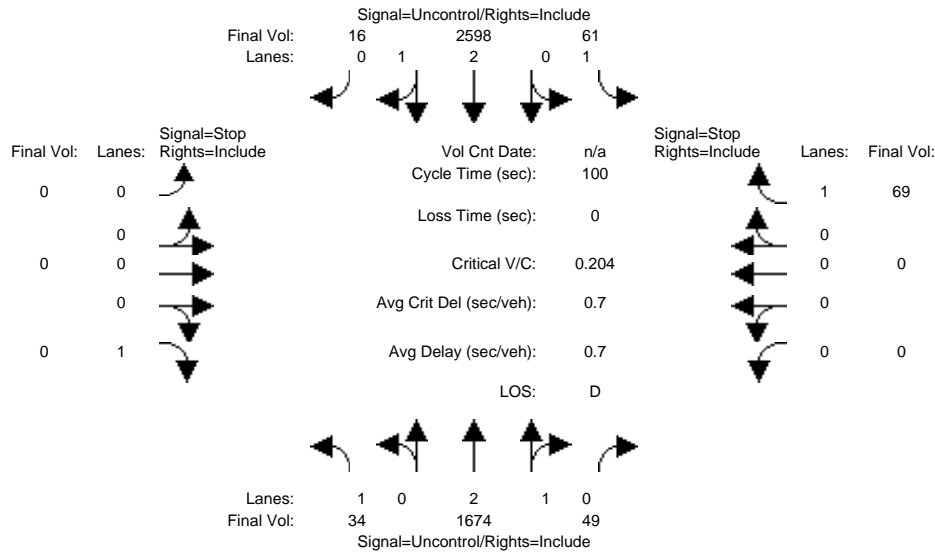 Signal=Uncontrol/Rights=Include
Final Vol: 16 2598 61
Lanes: 0 1 2 0 1
Signal=Stop
Final Vol: Lanes: Rights=Include
Vol Cnt Date: n/a
Signal=Stop
Rights=Include Lanes: Final Vol:
Cycle Time (sec): 100
0 0
1 69
Loss Time (sec): 0
0
0
0 0
Critical V/C: 0.204
0 0
0
Avg Crit Del (sec/veh): 0.7
0
0 1
Avg Delay (sec/veh): 0.7
0 0
LOS: D
Lanes: 1 0 2 1 0
Final Vol: 34 1674 49
Signal=Uncontrol/Rights=Include